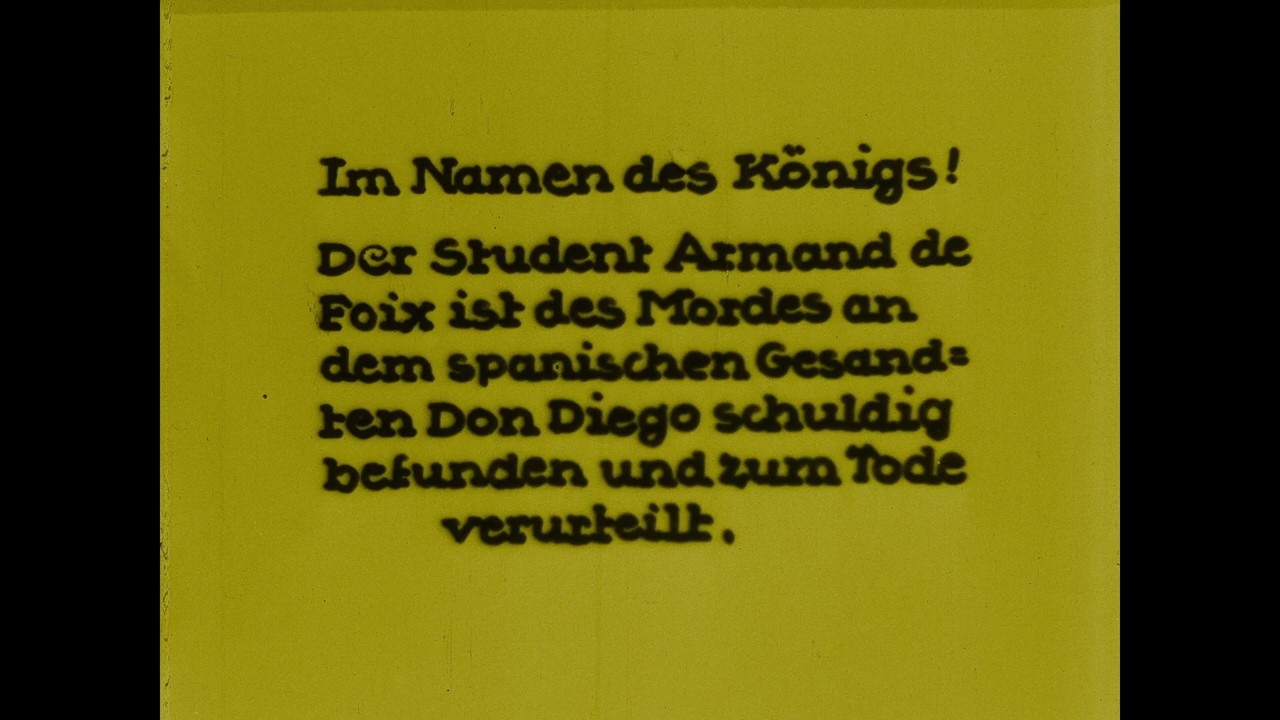 Im Namen des Königs!
Der Student Armand de
Foix ist des Mordes an
dem spanischen Gesand=
ten Don Diego schuldig
befunden und zum Tode
verurteilt.